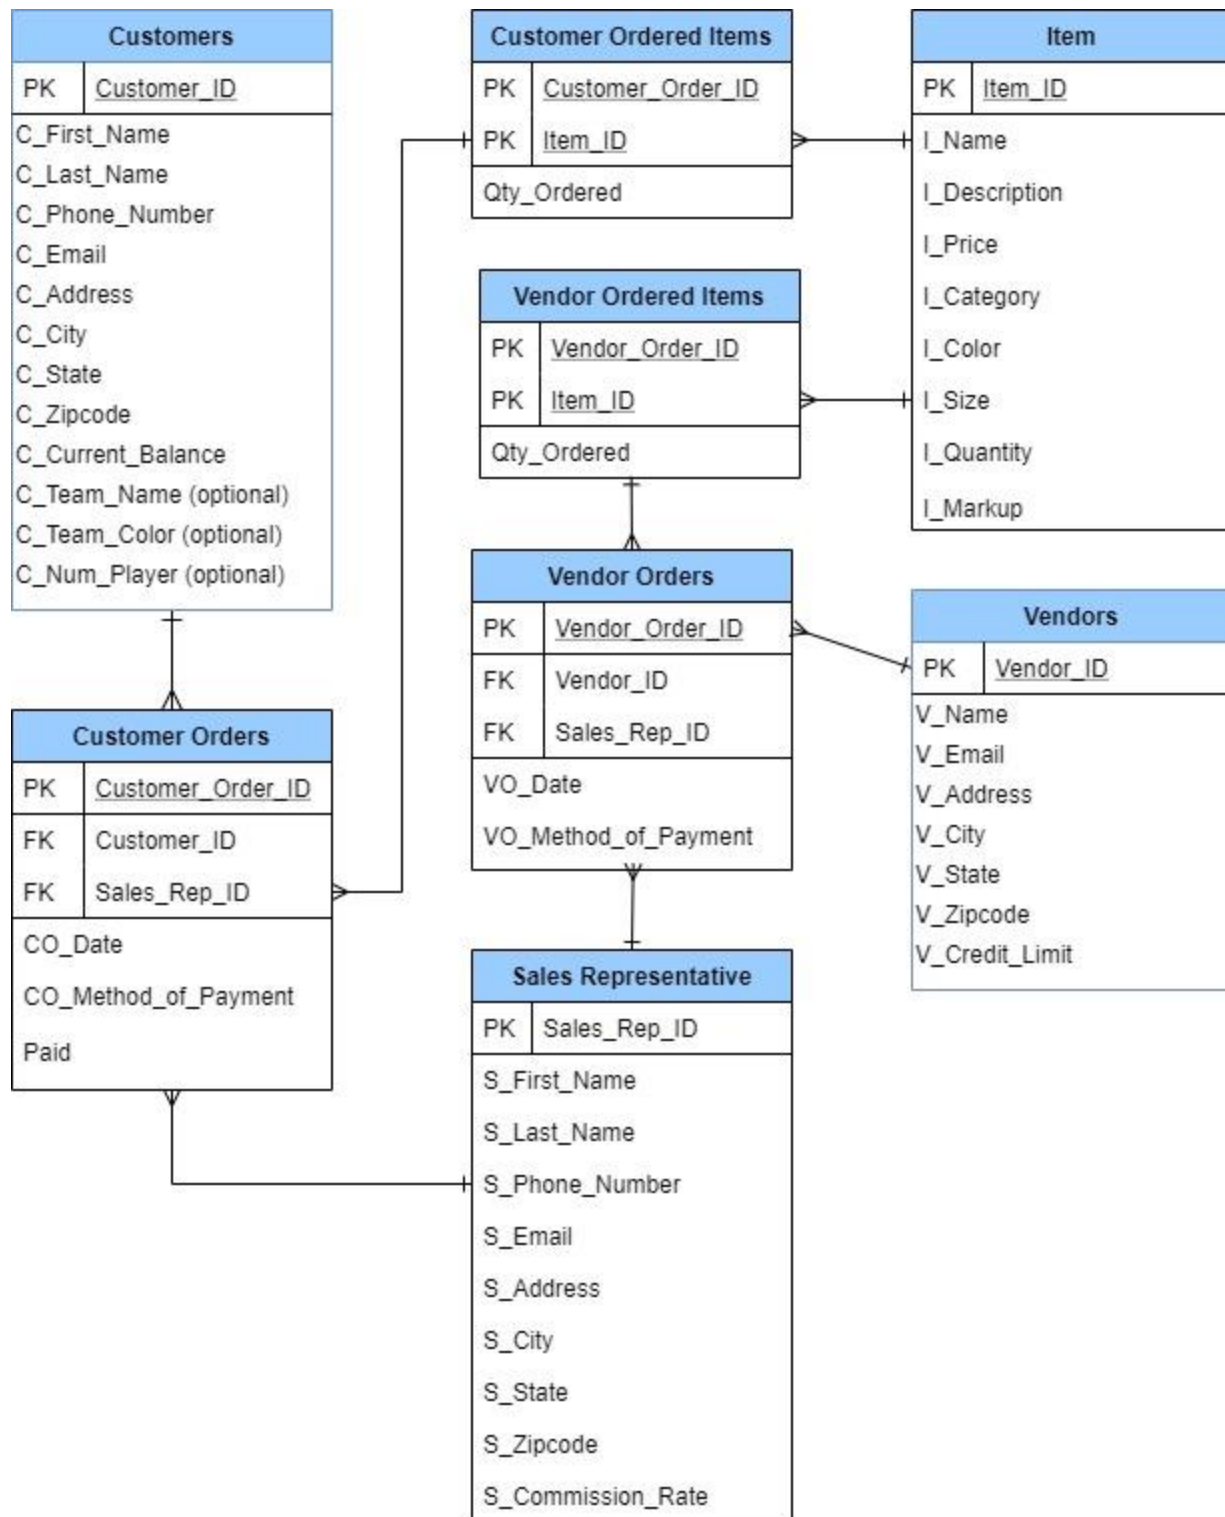 Customers
PK Customer_ID
C_First_Name
C_Last_Name
C_Phone_Number
C_Email
C_Address
C_City
C_State
C_Zipcode
C_Current_Balance
C_Team_Name (optional)
C_Team_Color (optional)
C_Num_Player (optional)
Customer Orders
PK Customer_Order_ID
FK Customer_ID
FK Sales_Rep_ID
CO_Date
CO_Method_of_Payment
Paid
Customer Ordered Items
PK Customer_Order_ID
PK Item_ID
Qty_Ordered
Vendor Ordered Items
PK Vendor_Order_ID
PK Item_ID
Qty_Ordered
Vendor Orders
PK Vendor_Order_ID
FK Vendor_ID
FK Sales_Rep_ID
VO_Date
VO_Method_of_Payment
Sales Representative
PK Sales_Rep_ID
S_First_Name
S_Last_Name
S_Phone_Number
S_Email
S_Address
S_City
S_State
S_Zipcode
S_Commission_Rate
Item
PK Item_ID
I_Name
I_Description
I_Price
I_Category
I_Color
I_Size
I_Quantity
I_Markup
Vendors
PK Vendor_ID
V_Name
V_Email
V_Address
V_City
V_State
V_Zipcode
V_Credit_Limit